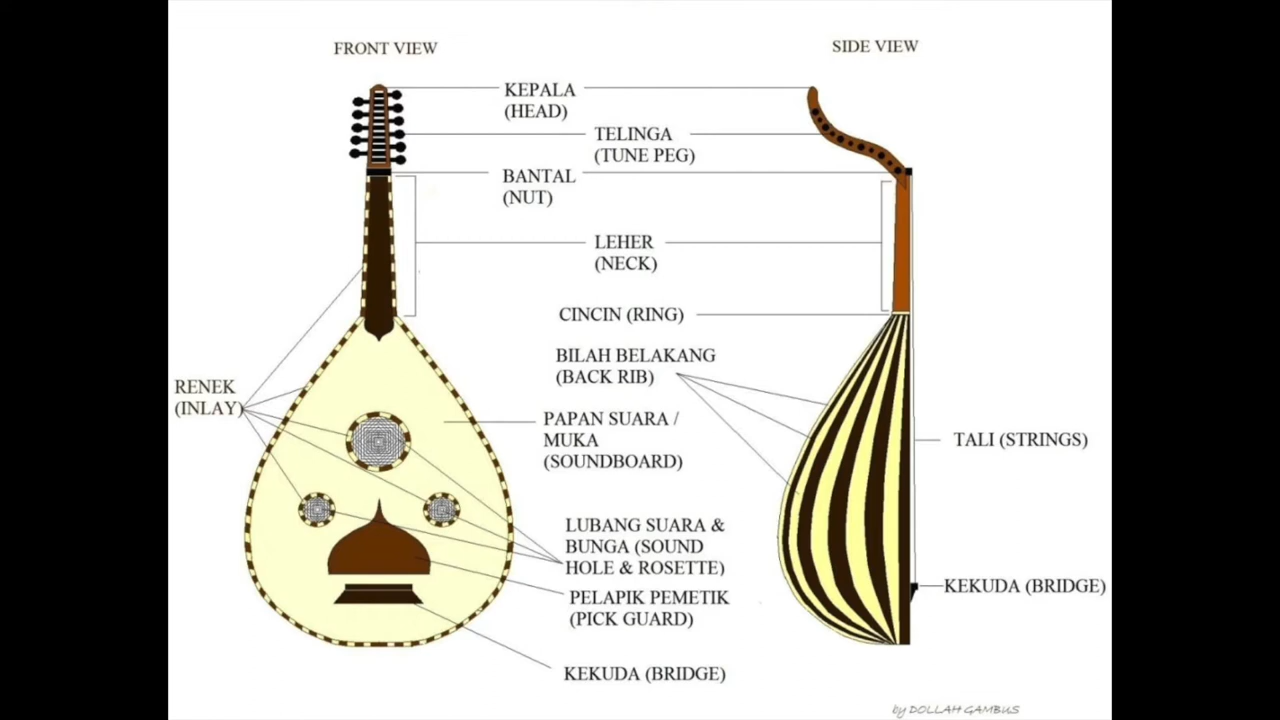 FRONT VIEW
SIDE VIEW
KEPALA
(HEAD)
TELINGA
(TUNE PEG)
BANTAL
(NUT)
LEHER
(NECK)
CINCIN (RING)
BILAH BELAKANG
(BACK RIB)
RENEK
(INLAY)
PAPAN SUARA /
MUKA
(SOUNDBOARD)
TALI (STRINGS)
LUBANG SUARA &
BUNGA (SOUND
HOLE & ROSETTE)
KEKUDA (BRIDGE)
PELAPIK PEMETIK
(PICK GUARD)
KEKUDA (BRIDGE)
by DOLLAH GAMBUS